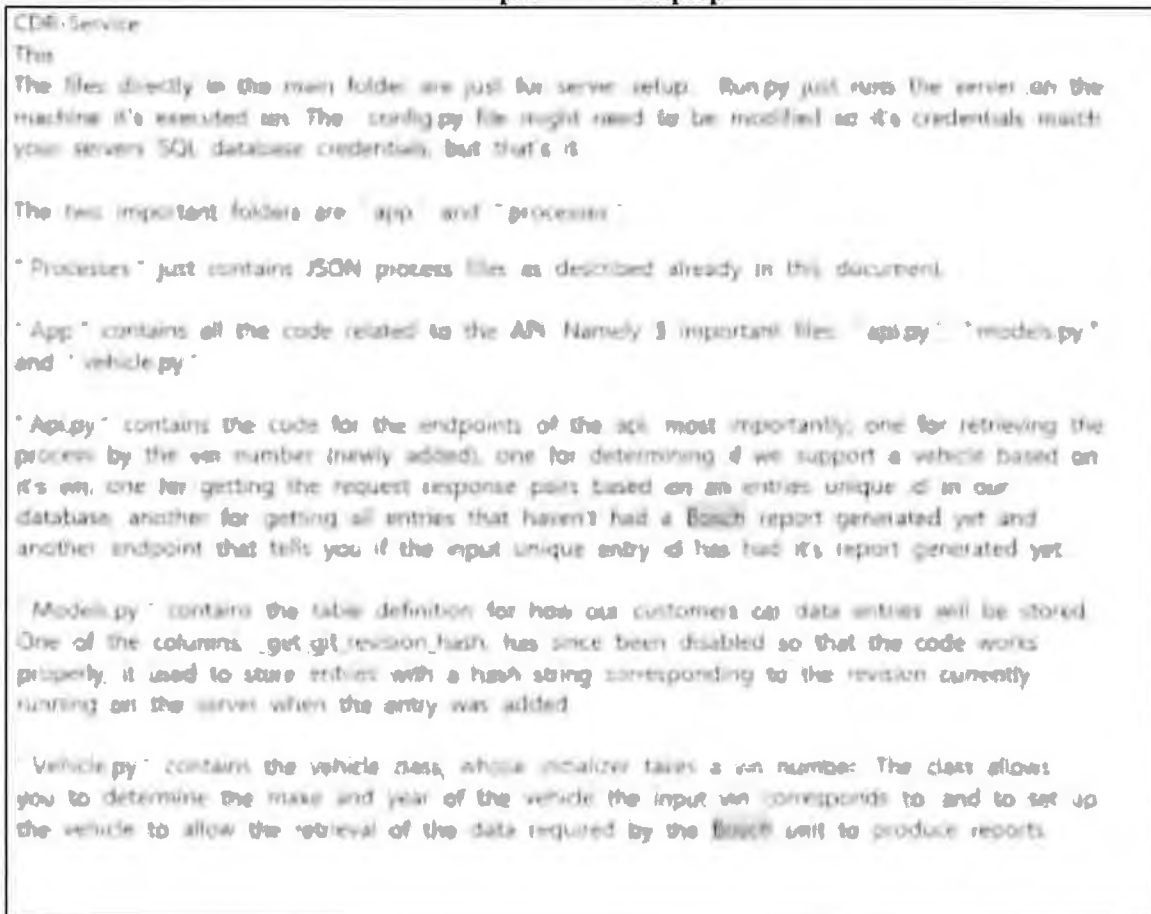 CDR-Service
This
The files directly in the main folder are just for server setup. Run.py just runs the server on the
machine it's executed on. The config.py file might need to be modified so it's credentials match
your servers SQL database credentials, but that's it.
The two important folders are "app" and "processes"
"Processes" just contains JSON process files as described already in this document.
"App" contains all the code related to the API. Namely 3 important files. "api.py" "models.py"
and "vehicle.py"
"Api.py" contains the code for the endpoints of the api, most importantly; one for retrieving the
process by the vin number (newly added), one for determining if we support a vehicle based on
it's vin, one for getting the request response pairs based on an entries unique id in our
database, another for getting all entries that haven't had a Bosch report generated yet and
another endpoint that tells you if the input unique entry id has had it's report generated yet.
"Models.py" contains the table definition for how our customers car data entries will be stored.
One of the columns, _get_git_revision_hash, has since been disabled so that the code works
properly, it used to store entries with a hash string corresponding to the revision currently
running on the server when the entry was added.
"Vehicle.py" contains the vehicle class, whose initializer takes a vin number. The class allows
you to determine the make and year of the vehicle the input vin corresponds to and to set up
the vehicle to allow the retrieval of the data required by the Bosch unit to produce reports.